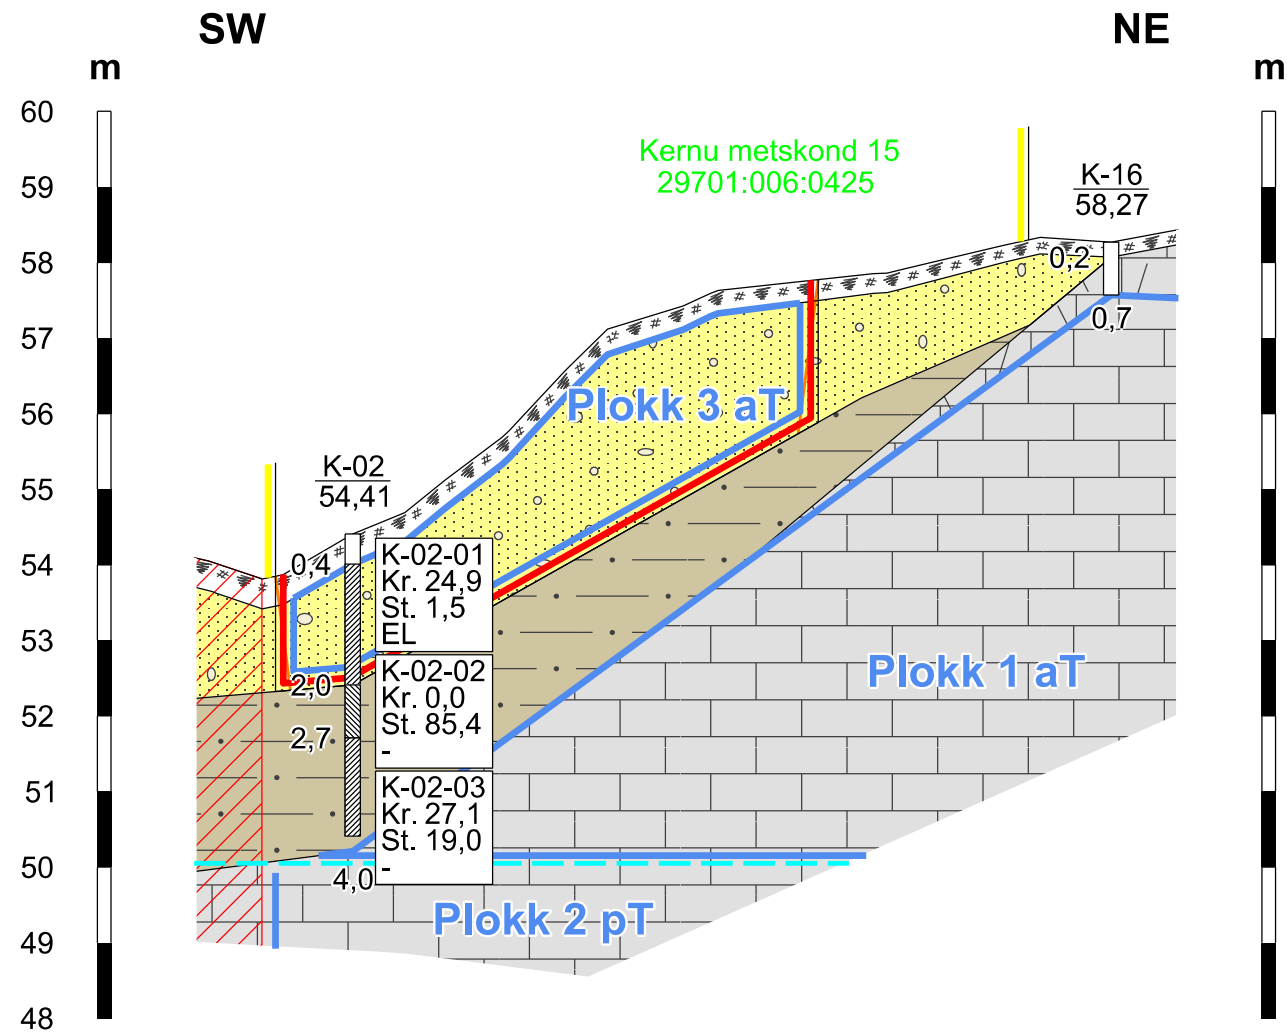 SW
NE
m
m
60
59
58
57
56
55
54
53
52
51
50
49
48
Kernu metskond 15
29701:006:0425
K-16
58,27
0,2
0,7
Plokk 3 aT
K-02
54,41
0,4
2,0
2,7
4,0
K-02-01
Kr. 24,9
St. 1,5
EL
K-02-02
Kr. 0,0
St. 85,4
-
K-02-03
Kr. 27,1
St. 19,0
-
Plokk 1 aT
Plokk 2 pT